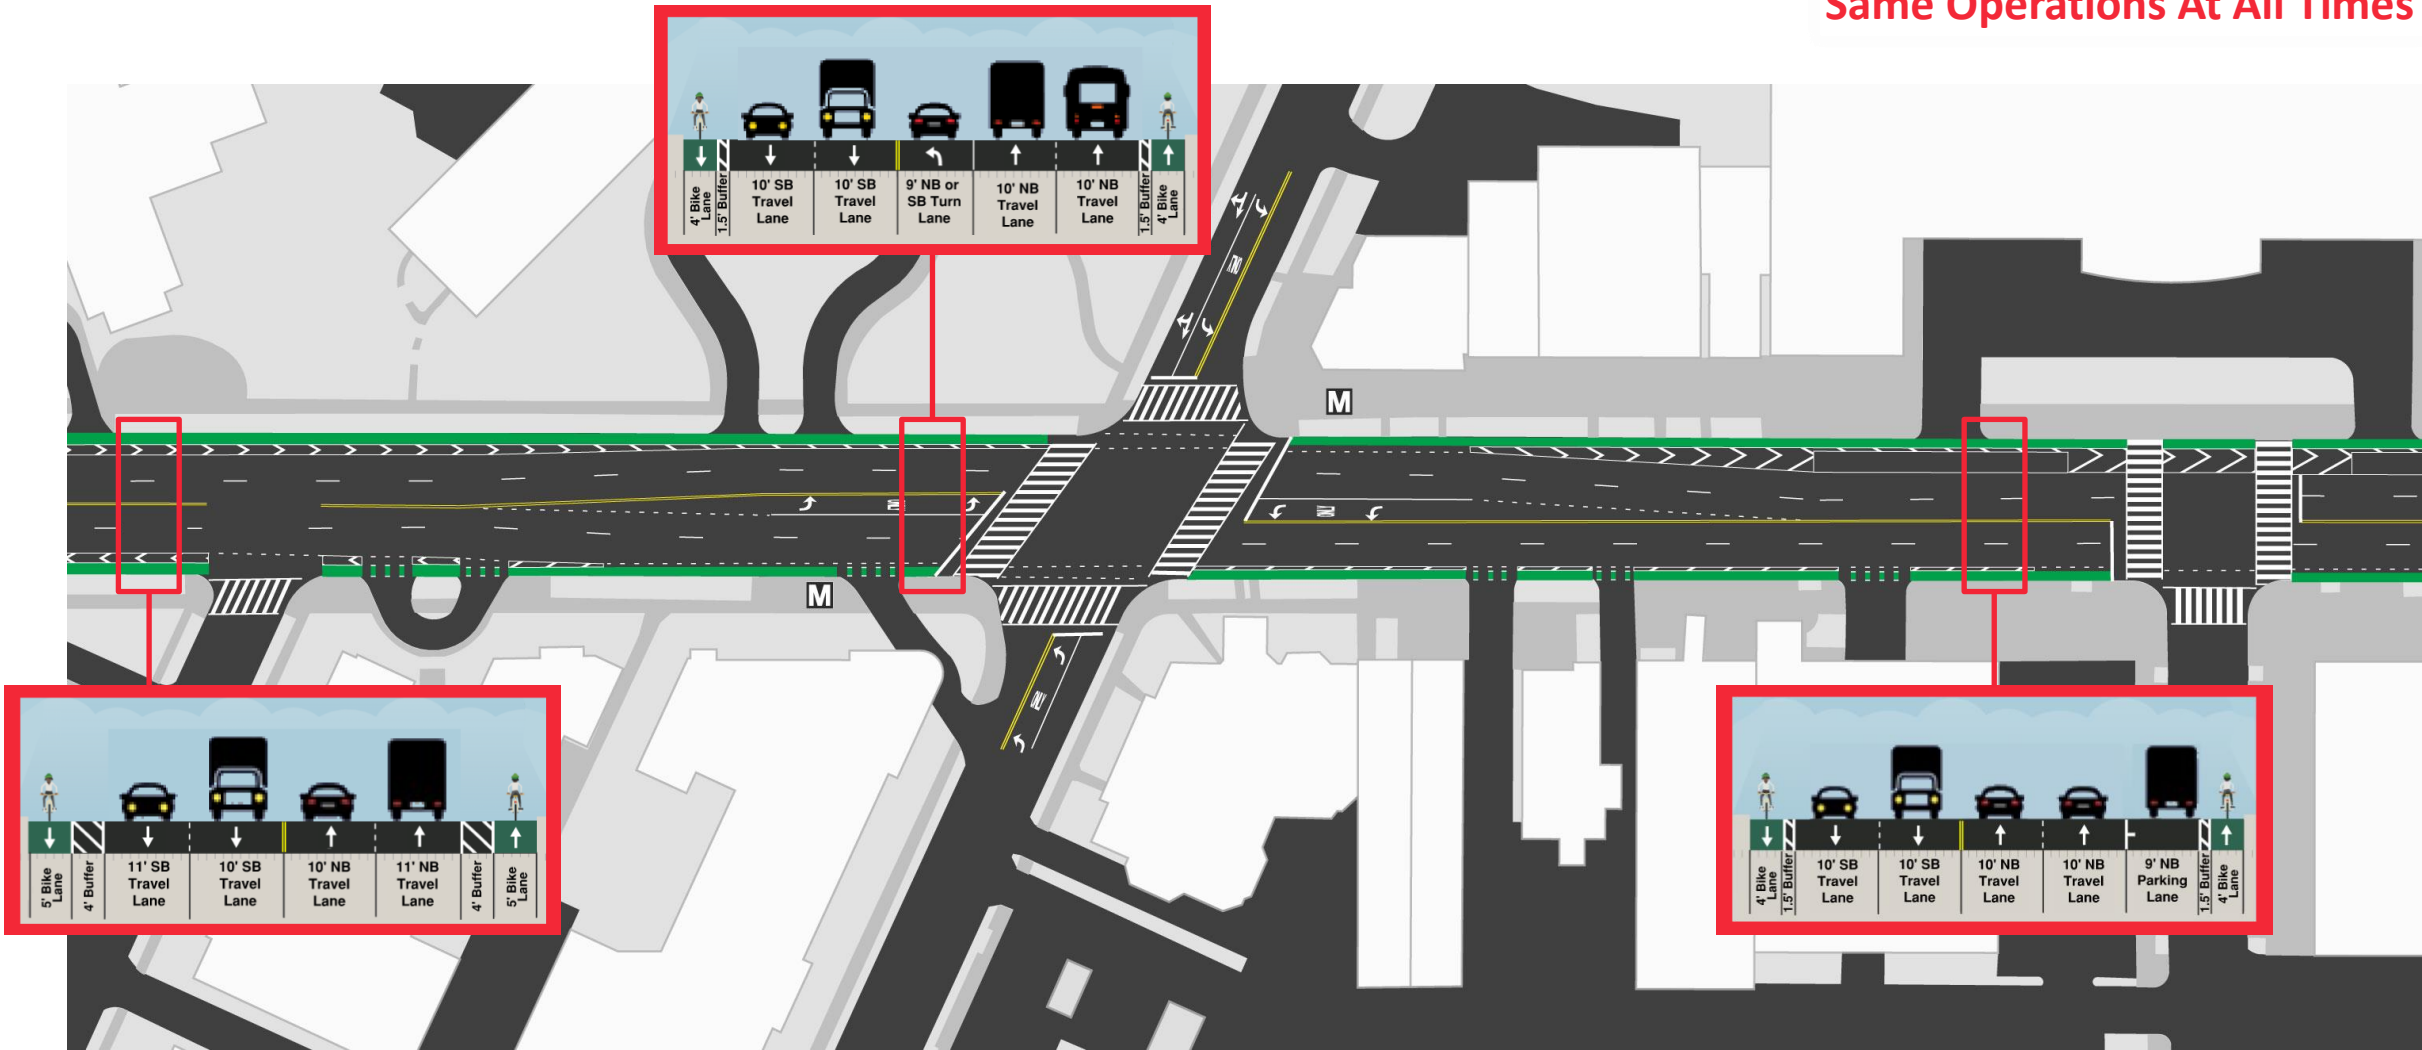 Same Operations At All Times
4' Bike
Lane
1.5' Buffer
10' SB
Travel
Lane
10' SB
Travel
Lane
9' NB or
SB Turn
Lane
10' NB
Travel
Lane
10' NB
Travel
Lane
1.5' Buffer
4' Bike
Lane
M
M
5' Bike
Lane
4' Buffer
11' SB
Travel
Lane
10' SB
Travel
Lane
10' NB
Travel
Lane
11' NB
Travel
Lane
4' Buffer
5' Bike
Lane
4' Bike
Lane
1.5' Buffer
10' SB
Travel
Lane
10' SB
Travel
Lane
10' NB
Travel
Lane
10' NB
Travel
Lane
9' NB
Parking
Lane
1.5' Buffer
4' Bike
Lane